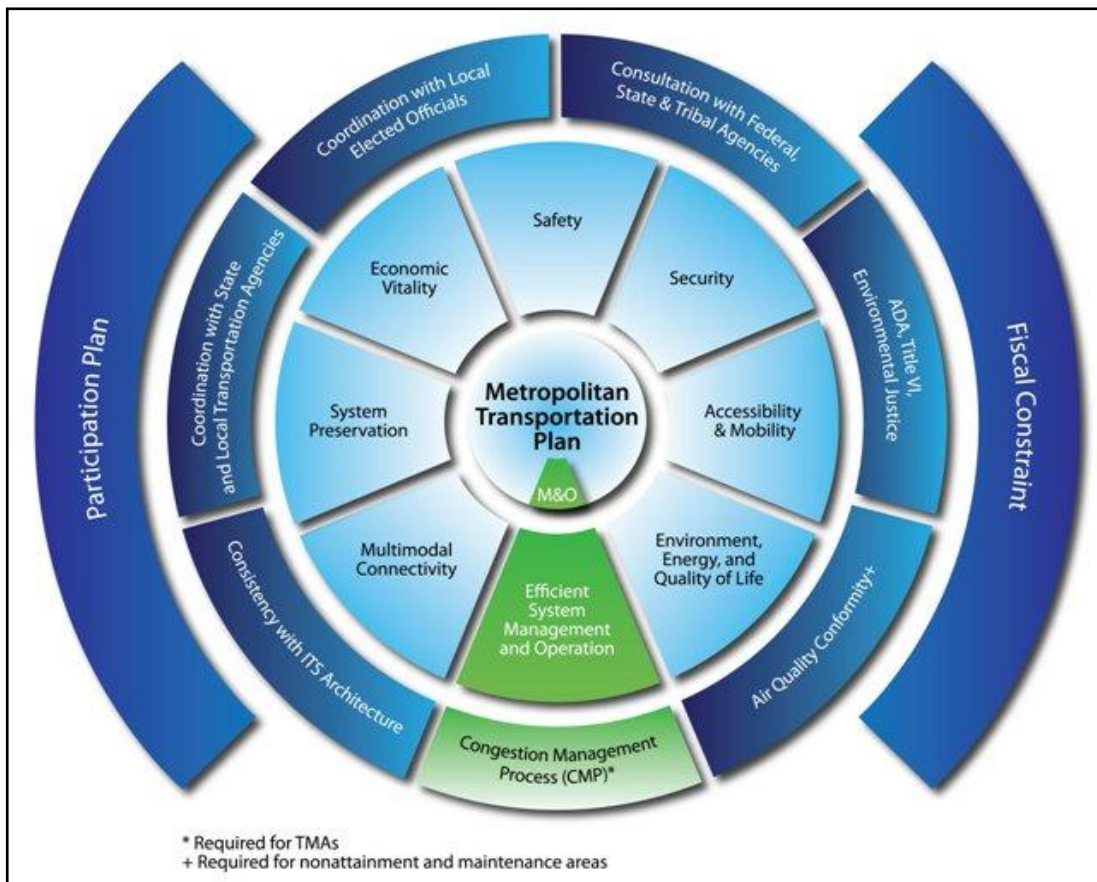 Coordination with Local
Elected Officials
Consultation with Federal,
State & Tribal Agencies
Participation Plan
Coordination with State
and Local Transportation Agencies
Economic
Vitality
Safety
Security
ADA, Title VI,
Environmental Justice
Fiscal Constraint
System
Preservation
Metropolitan
Transportation
Plan
M&O
Accessibility
& Mobility
Multimodal
Connectivity
Efficient
System
Management
and Operation
Environment,
Energy, and
Quality of Life
Consistency with ITS Architecture
Air Quality Conformity+
Congestion Management
Process (CMP)*
* Required for TMAs
+ Required for nonattainment and maintenance areas